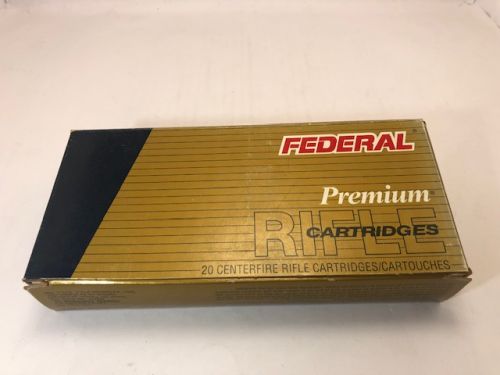 FEDERAL®
Premium
RIFLE
CARTRIDGES
20 CENTERFIRE RIFLE CARTRIDGES/CARTOUCHES